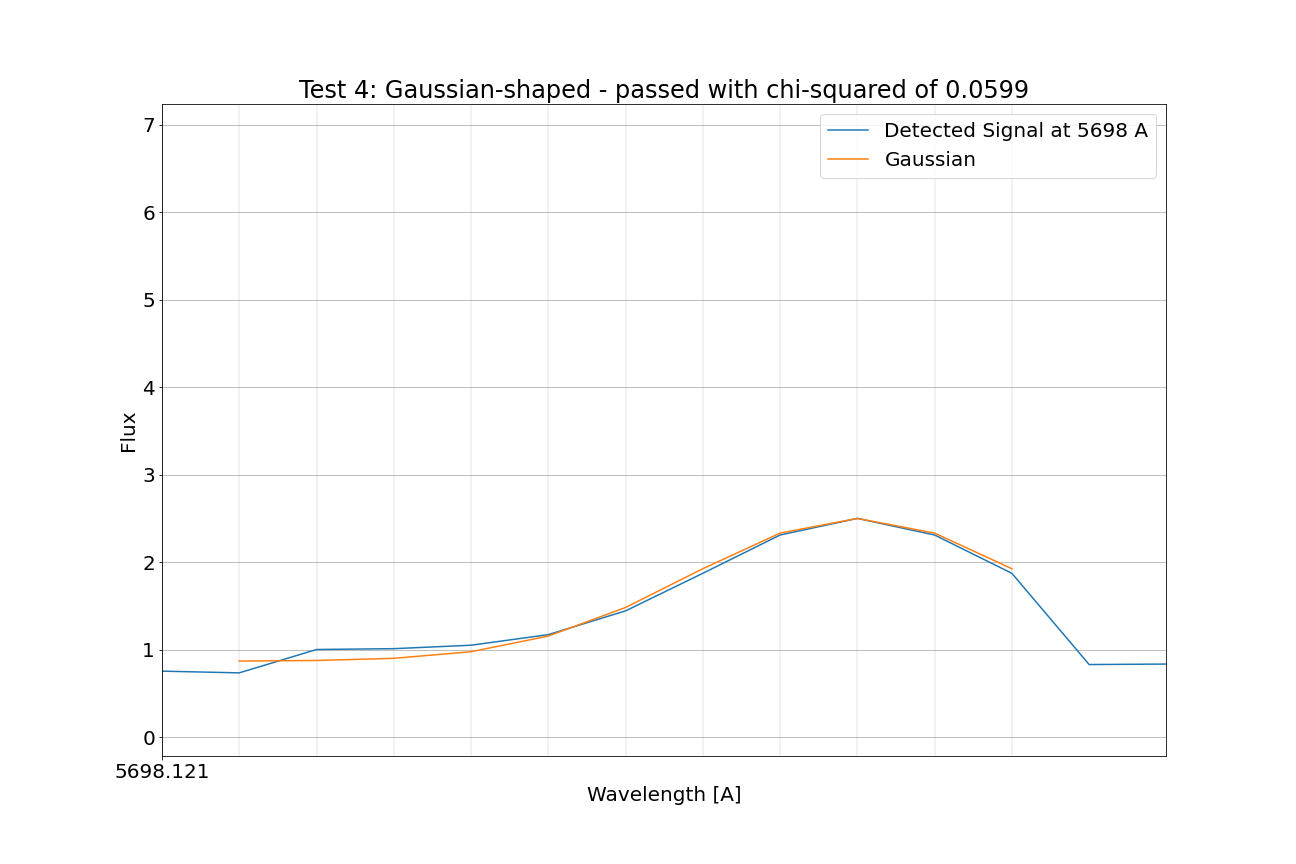 Test 4: Gaussian-shaped - passed with chi-squared of 0.0599
Detected Signal at 5698 A
Gaussian
7
6
5
4
3
2
1
0
Flux
5698.121
Wavelength [A]